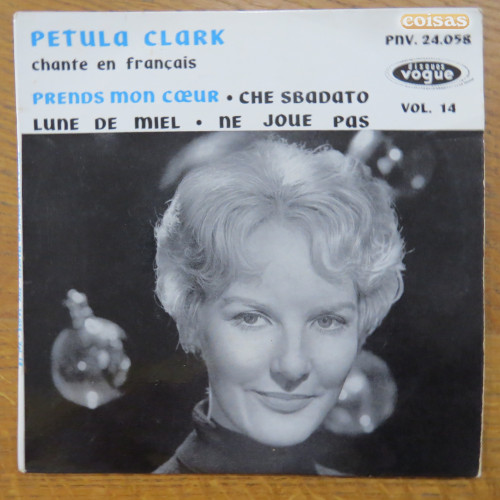 coisas
PETULA CLARK
PNV. 24.058
chante en français
disques
vogue
PRENDS MON CŒUR • CHE SBADATO
VOL. 14
LUNE DE MIEL • NE JOUE PAS